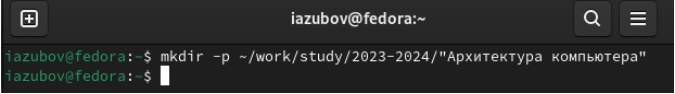 iazubov@fedora:~
iazubov@fedora:~$ mkdir -p ~/work/study/2023-2024/"Архитектура компьютера"
iazubov@fedora:~$